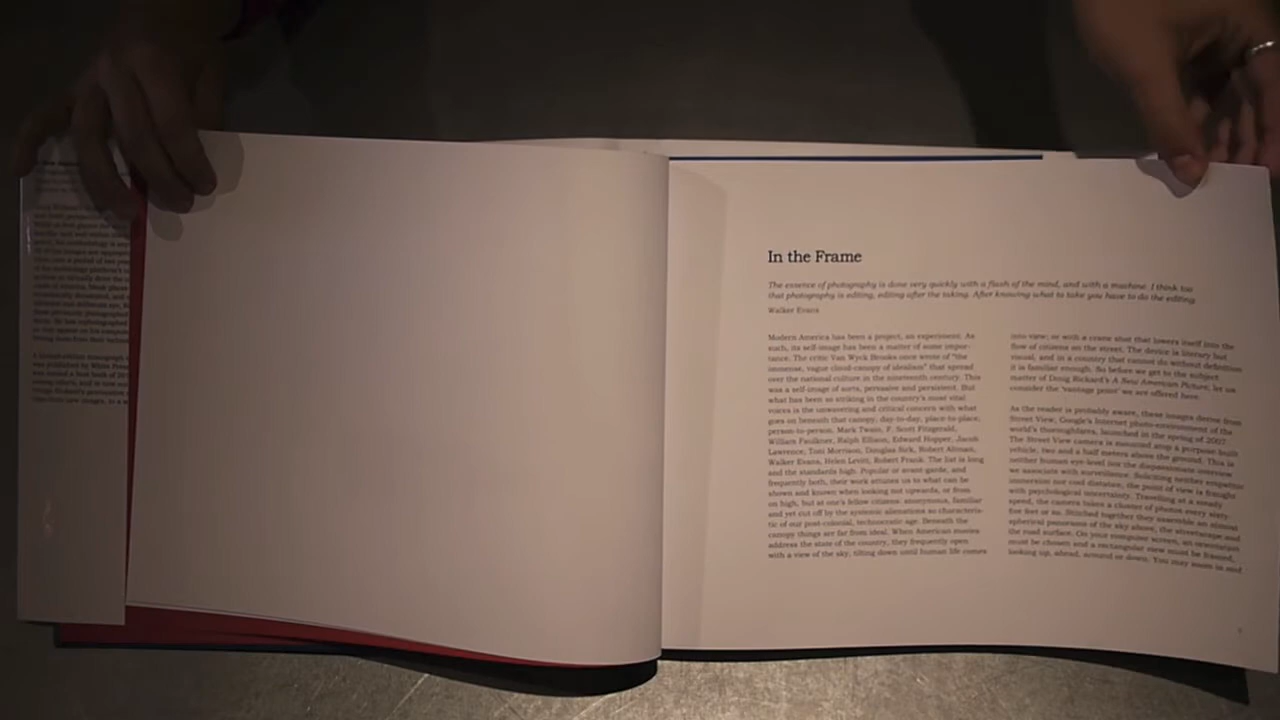 In the Frame
The essence of photography is done very quickly with a flash of the mind, and with a machine. I think too
that photography is editing, editing after the taking. After knowing what to take you have to do the editing.
Walker Evans
Modern America has been a project, an experiment. As
such, its self-image has been a matter of some impor-
tance. The critic Van Wyck Brooks once wrote of "the
immense, vague cloud-canopy of idealism" that spread
over the national culture in the nineteenth century. This
was a self-image of sorts, pervasive and persistent. But
what has been so striking in the country's most vital
voices is the unwavering and critical concern with what
goes on beneath that canopy, day-to-day, place-to-place,
person-to-person. Mark Twain, F. Scott Fitzgerald,
William Faulkner, Ralph Ellison, Edward Hopper, Jacob
Lawrence, Toni Morrison, Douglas Sirk, Robert Altman,
Walker Evans, Helen Levitt, Robert Frank. The list is long
and the standards high. Popular or avant-garde, and
frequently both, their work attunes us to what can be
shown and known when looking not upwards, or from
on high, but at one's fellow citizens: anonymous, familiar
and yet cut off by the systemic alienations so characteris-
tic of our post-colonial, technocratic age. Beneath the
canopy things are far from ideal. When American movies
address the state of the country, they frequently open
with a view of the sky, tilting down until human life comes
into view; or with a crane shot that lowers itself into the
flow of citizens on the street. The device is literary but
visual, and in a country that cannot do without definition
it is familiar enough. So before we get to the subject
matter of Doug Rickard's A New American Picture, let us
consider the 'vantage point' we are offered here.
As the reader is probably aware, these images derive from
Street View, Google's Internet photo-environment of the
world's thoroughfares, launched in the spring of 2007.
The Street View camera is mounted atop a purpose built
vehicle, two and a half meters above the ground. This is
neither human eye-level nor the dispassionate overview
we associate with surveillance. Soliciting neither empathic
immersion nor cool distance, the point of view is fraught
with psychological uncertainty. Travelling at a steady
speed, the camera takes a cluster of photos every sixty-
five feet or so. Stitched together they assemble an almost
spherical panorama of the sky above, the streetscape and
the road surface. On your computer screen, an orientation
must be chosen and a rectangular view must be framed,
looking up, ahead, around or down. You may zoom in and